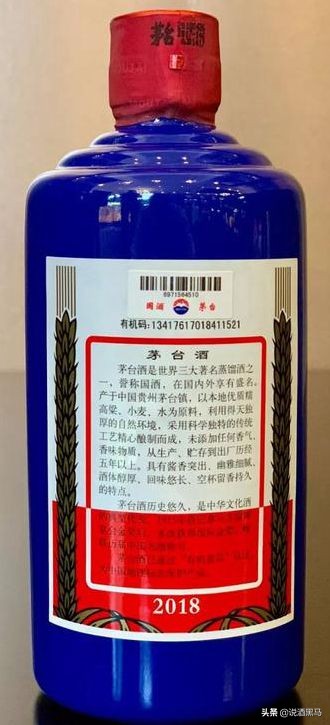 茅台
6971564510
国酒 茅台
有机码:13417617018411521
茅台酒
茅台酒是世界三大著名蒸馏酒之
一，誉称国酒，在国内外享有盛名。
产于中国贵州茅台镇，以本地优质糯
高粱、小麦、水为原料，利用得天独
厚的自然环境，采用科学独特的传统
工艺精心酿制而成，未添加任何香气、
香味物质，从生产、贮存到出厂历经
五年以上。具有酱香突出、幽雅细腻、
酒体醇厚、回味悠长、空杯留香持久
的特点。
茅台酒历史悠久，是中华文化酒
2018
头条 @说酒黑马